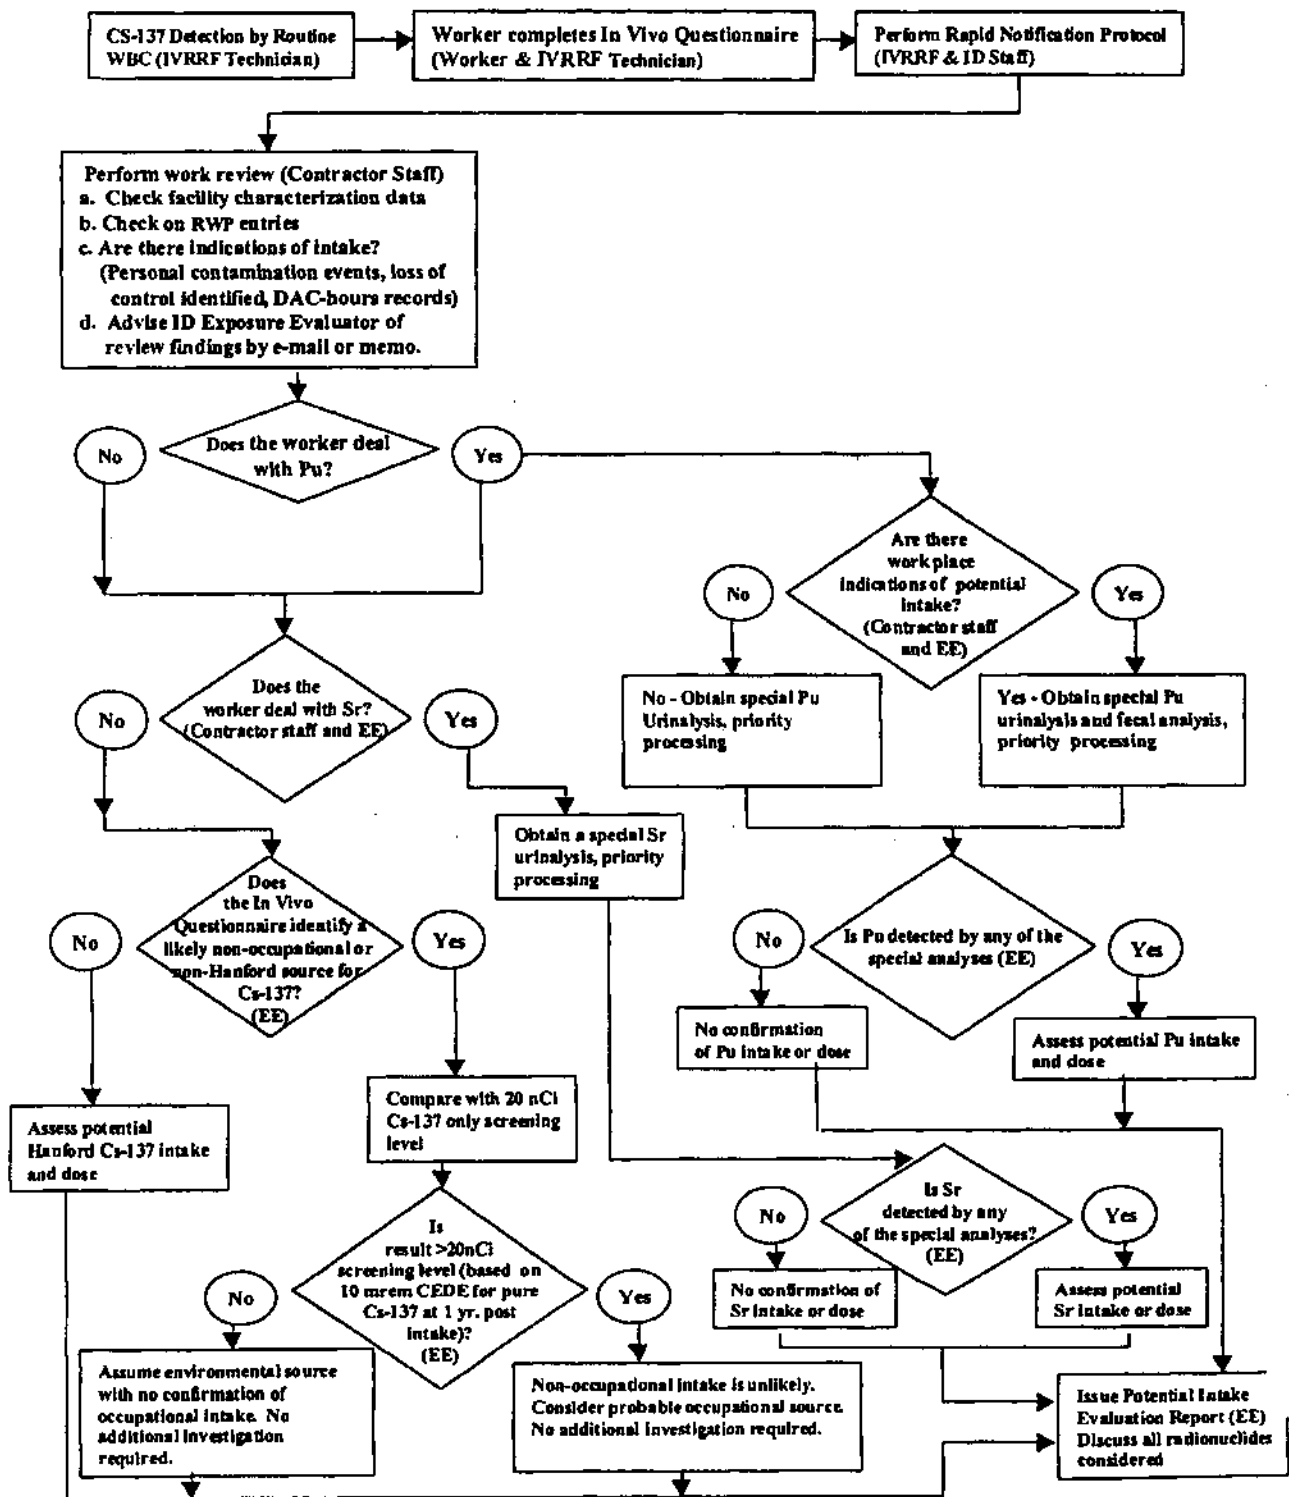 CS-137 Detection by Routine
WBC (IVRRF Technician)
Worker completes In Vivo Questionnaire
(Worker & IVRRF Technician)
Perform Rapid Notification Protocol
(IVRRF & ID Staff)
Perform work review (Contractor Staff)
a. Check facility characterization data
b. Check on RWP entries
c. Are there indications of intake?
(Personal contamination events, loss of
control identified, DAC-hours records)
d. Advise ID Exposure Evaluator of
review findings by e-mail or memo.
No
Does the worker deal
with Pu?
Yes
Are there
work place
indications of potential
intake?
(Contractor staff
and EE)
No
Yes
No - Obtain special Pu
Urinalysis, priority
processing
Yes - Obtain special Pu
urinalysis and fecal analysis,
priority processing
Does the
worker deal with Sr?
(Contractor staff and EE)
No
Yes
Obtain a special Sr
urinalysis, priority
processing
Does
the In Vivo
Questionnaire identify a
likely non-occupational or
non-Hanford source for
Cs-137?
(EE)
No
Yes
Is Pu detected by any of the
special analyses (EE)
No
Yes
No confirmation
of Pu intake or dose
Assess potential Pu intake
and dose
Assess potential
Hanford Cs-137 intake
and dose
Compare with 20 nCi
Cs-137 only screening
level
Is Sr
detected by any
of the special analyses?
(EE)
No
Yes
No confirmation of
Sr intake or dose
Assess potential
Sr intake or dose
Is
result >20nCi
screening level (based on
10 mrem CEDE for pure
Cs-137 at 1 yr. post
intake)?
(EE)
No
Yes
Assume environmental source
with no confirmation of
occupational intake. No
additional investigation
required.
Non-occupational intake is unlikely.
Consider probable occupational source.
No additional investigation required.
Issue Potential Intake
Evaluation Report (EE)
Discuss all radionuclides
considered